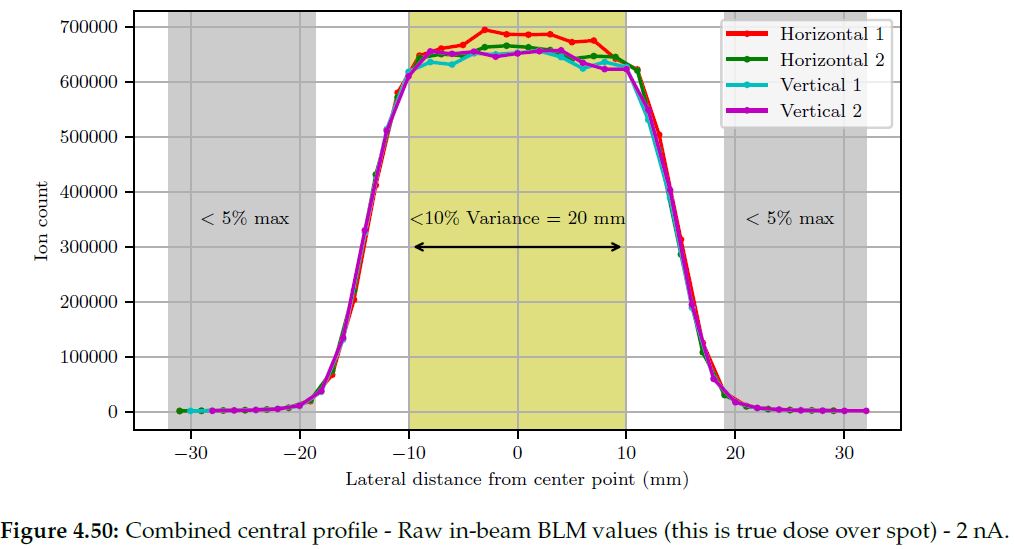 700000
600000
500000
400000
300000
200000
100000
0
Ion count
Horizontal 1
Horizontal 2
Vertical 1
Vertical 2
< 5% max
<10% Variance = 20 mm
< 5% max
−30
−20
−10
0
10
20
30
Lateral distance from center point (mm)
Figure 4.50: Combined central profile - Raw in-beam BLM values (this is true dose over spot) - 2 nA.